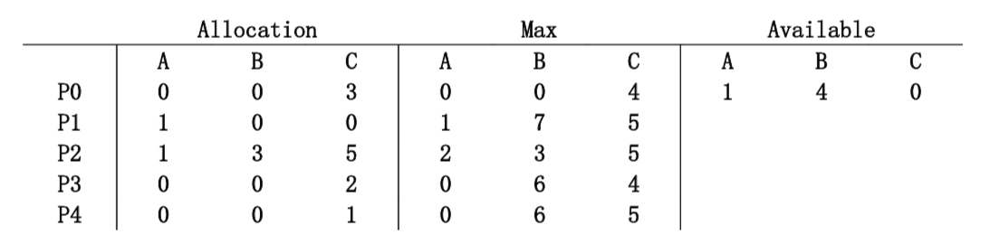 Allocation Max Available
A B C A B C A B C
P0 0 0 3 0 0 4 1 4 0
P1 1 0 0 1 7 5
P2 1 3 5 2 3 5
P3 0 0 2 0 6 4
P4 0 0 1 0 6 5